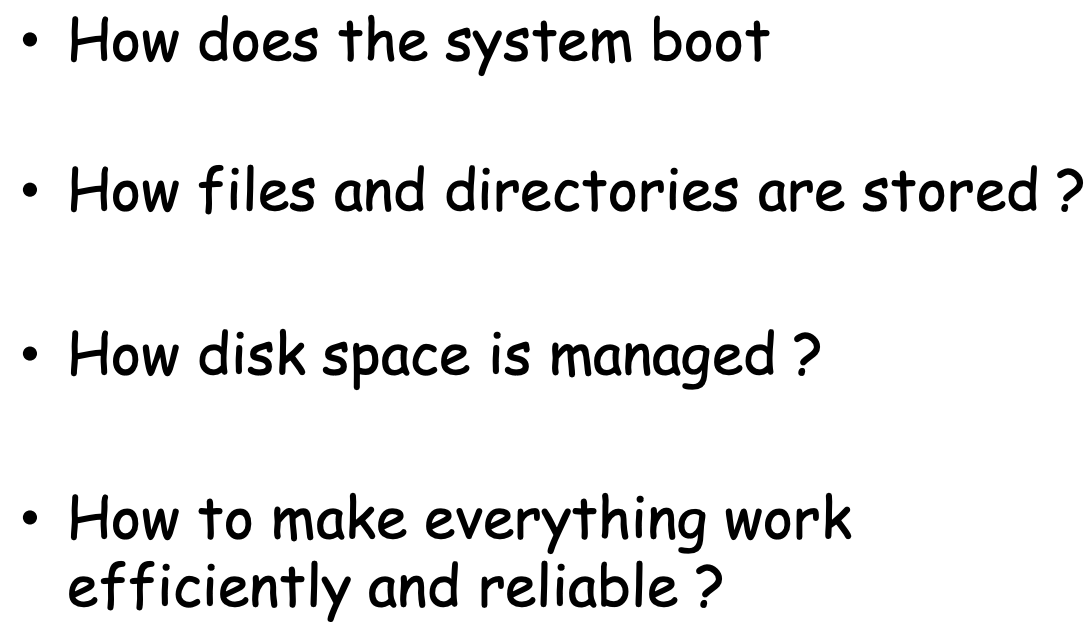 • How does the system boot
• How files and directories are stored ?
• How disk space is managed ?
• How to make everything work
efficiently and reliable ?